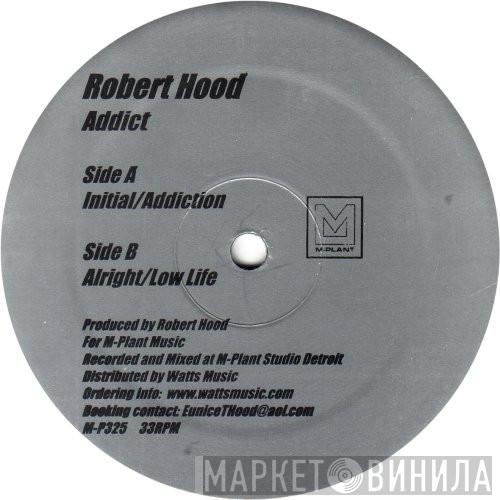 Robert Hood
Addict
Side A
Initial/Addiction
M-PLANT
Side B
Alright/Low Life
Produced by Robert Hood
For M-Plant Music
Recorded and Mixed at M-Plant Studio Detroit
Distributed by Watts Music
Ordering info: www.wattsmusic.com
Booking contact: EuniceTHood@aol.com
M-P325 33RPM
МАРКЕТ ВИНИЛА